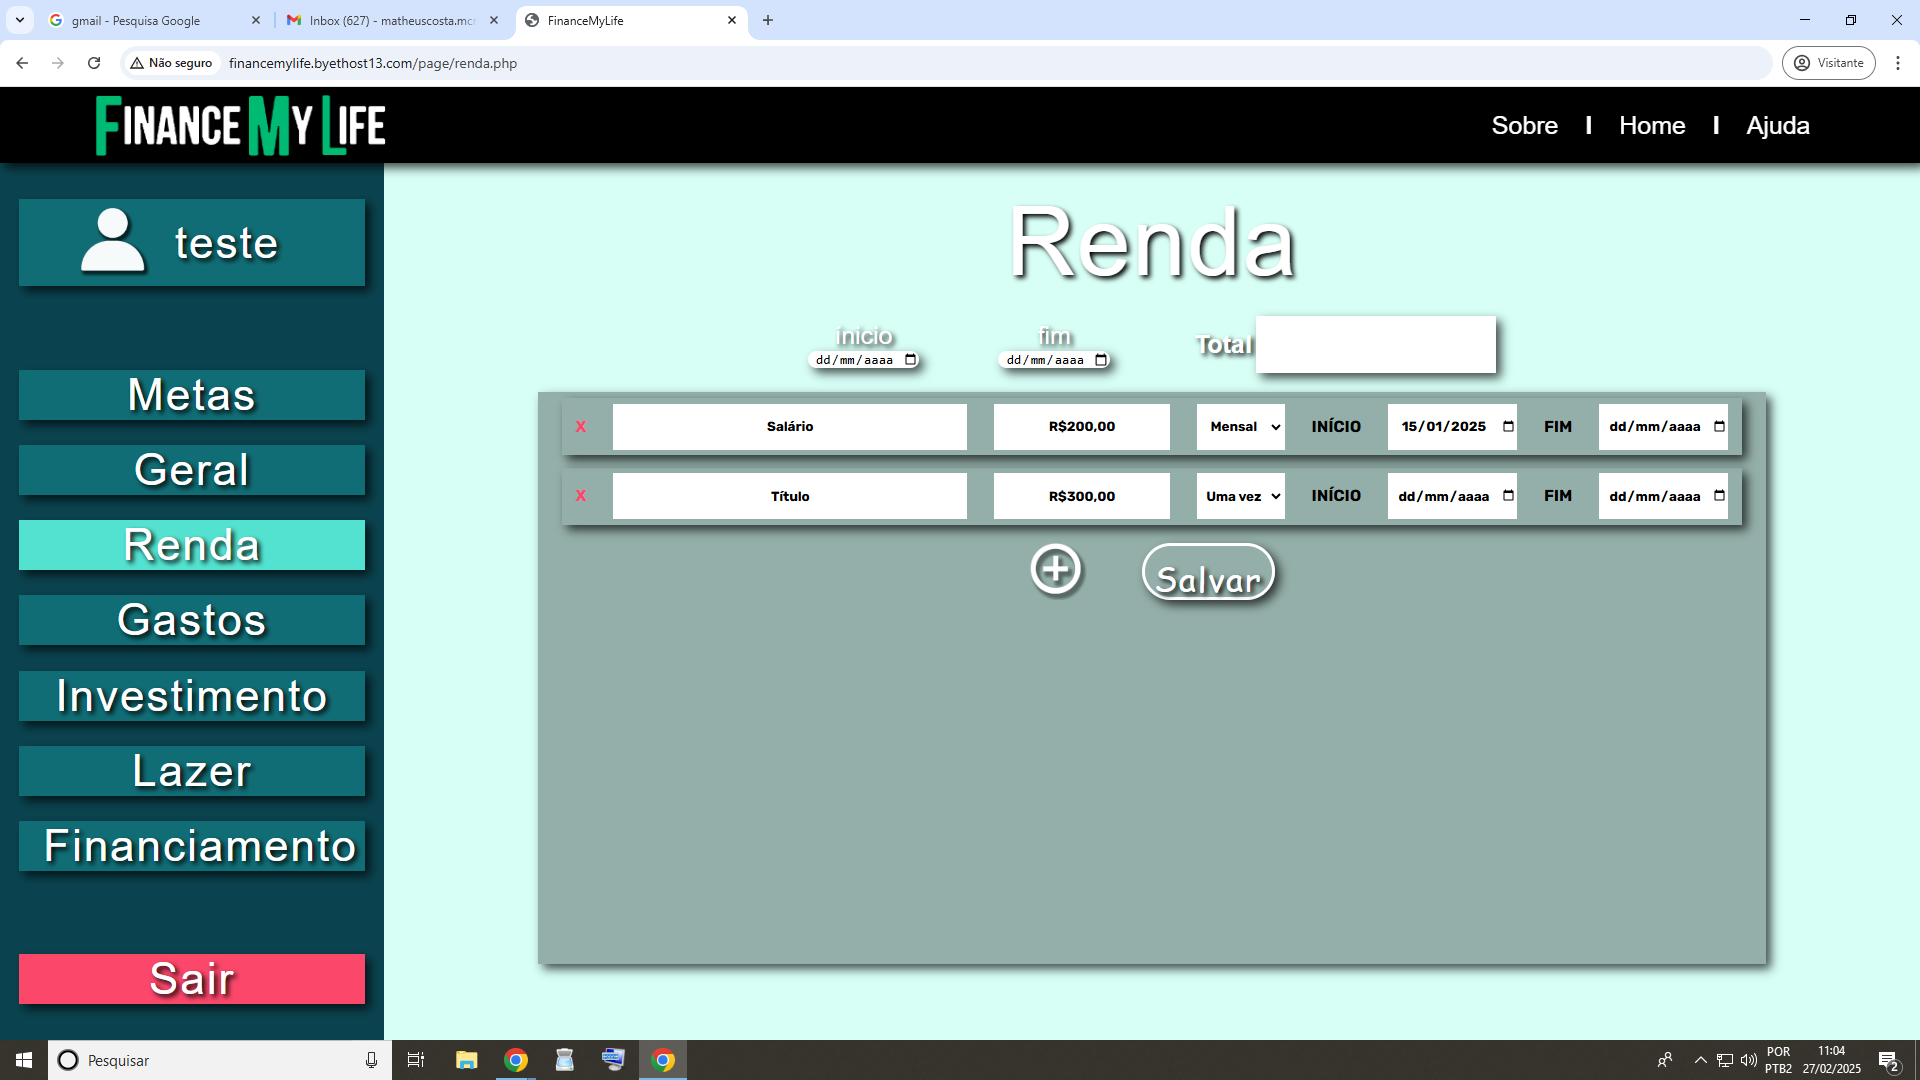 gmail - Pesquisa Google
Inbox (627) - matheuscosta.mc
FinanceMyLife
Não seguro
financemylife.byethost13.com/page/renda.php
Visitante
FINANCE MY LIFE
Sobre I Home I Ajuda
teste
Metas
Geral
Renda
Gastos
Investimento
Lazer
Financiamento
Sair
Renda
início
dd/mm/aaaa
fim
dd/mm/aaaa
Total
X Salário R$200,00 Mensal INÍCIO 15/01/2025 FIM dd/mm/aaaa
X Título R$300,00 Uma vez INÍCIO dd/mm/aaaa FIM dd/mm/aaaa
Salvar
Pesquisar
POR
PTB2
11:04
27/02/2025
2